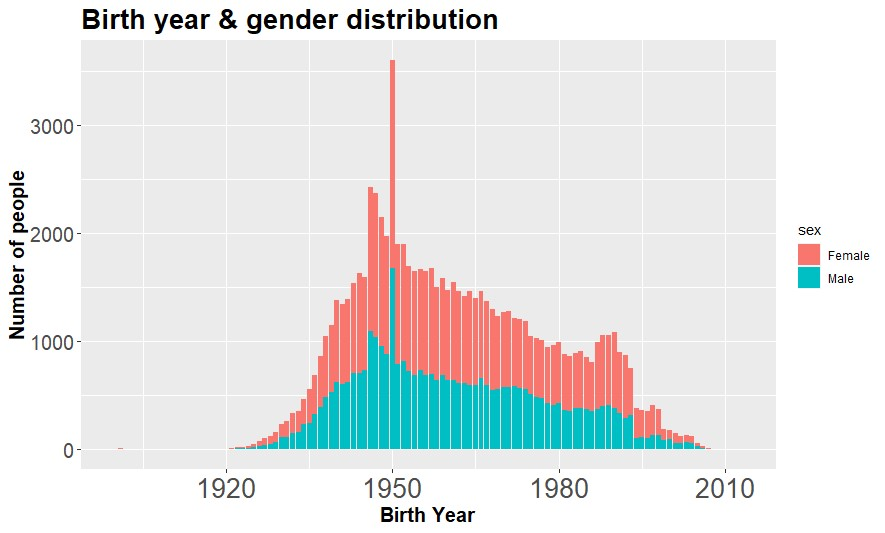 Birth year & gender distribution
Number of people
3000
2000
1000
0
1920 1950 1980 2010
Birth Year
sex
Female
Male